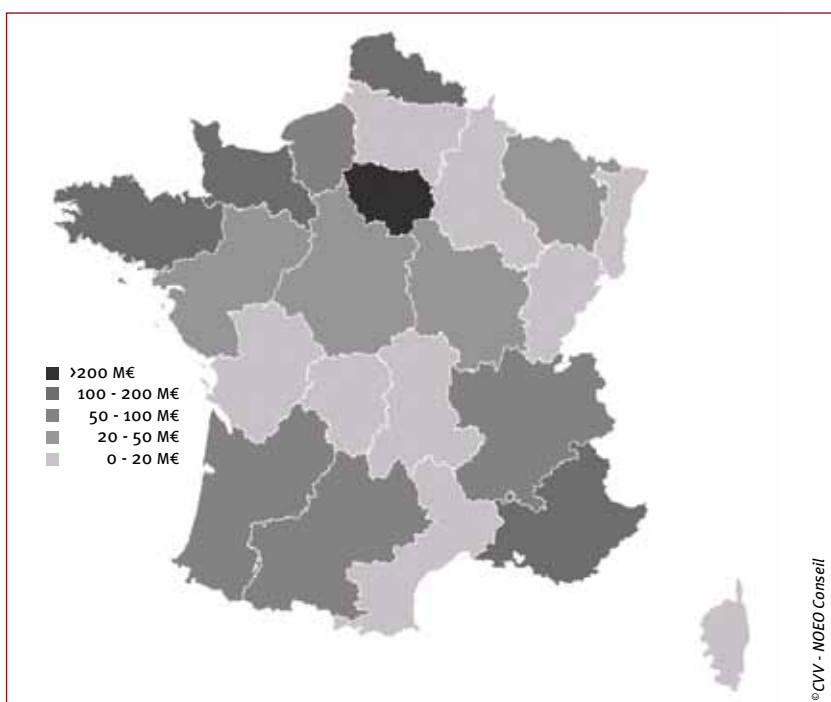 >200 M€
100 - 200 M€
50 - 100 M€
20 - 50 M€
0 - 20 M€
©CVV - NOEO Conseil